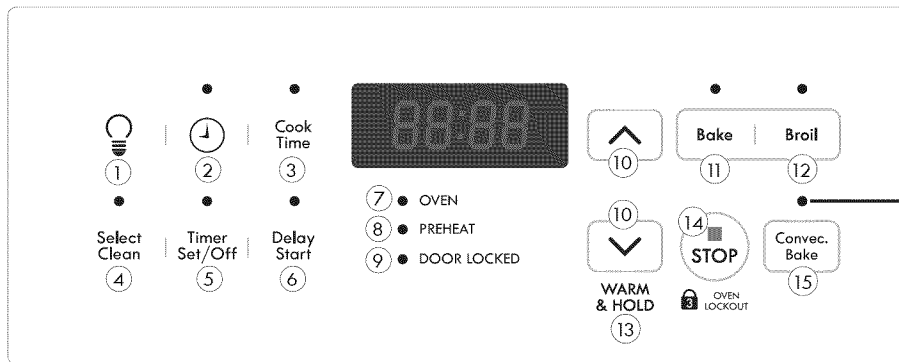 88:88
Cook
Time
Bake
Broil
1
2
3
10
11
12
7
OVEN
8
PREHEAT
9
DOOR LOCKED
10
14
Select
Clean
Timer
Set/Off
Delay
Start
STOP
Convec.
Bake
4
5
6
15
WARM
& HOLD
13
3
OVEN
LOCKOUT